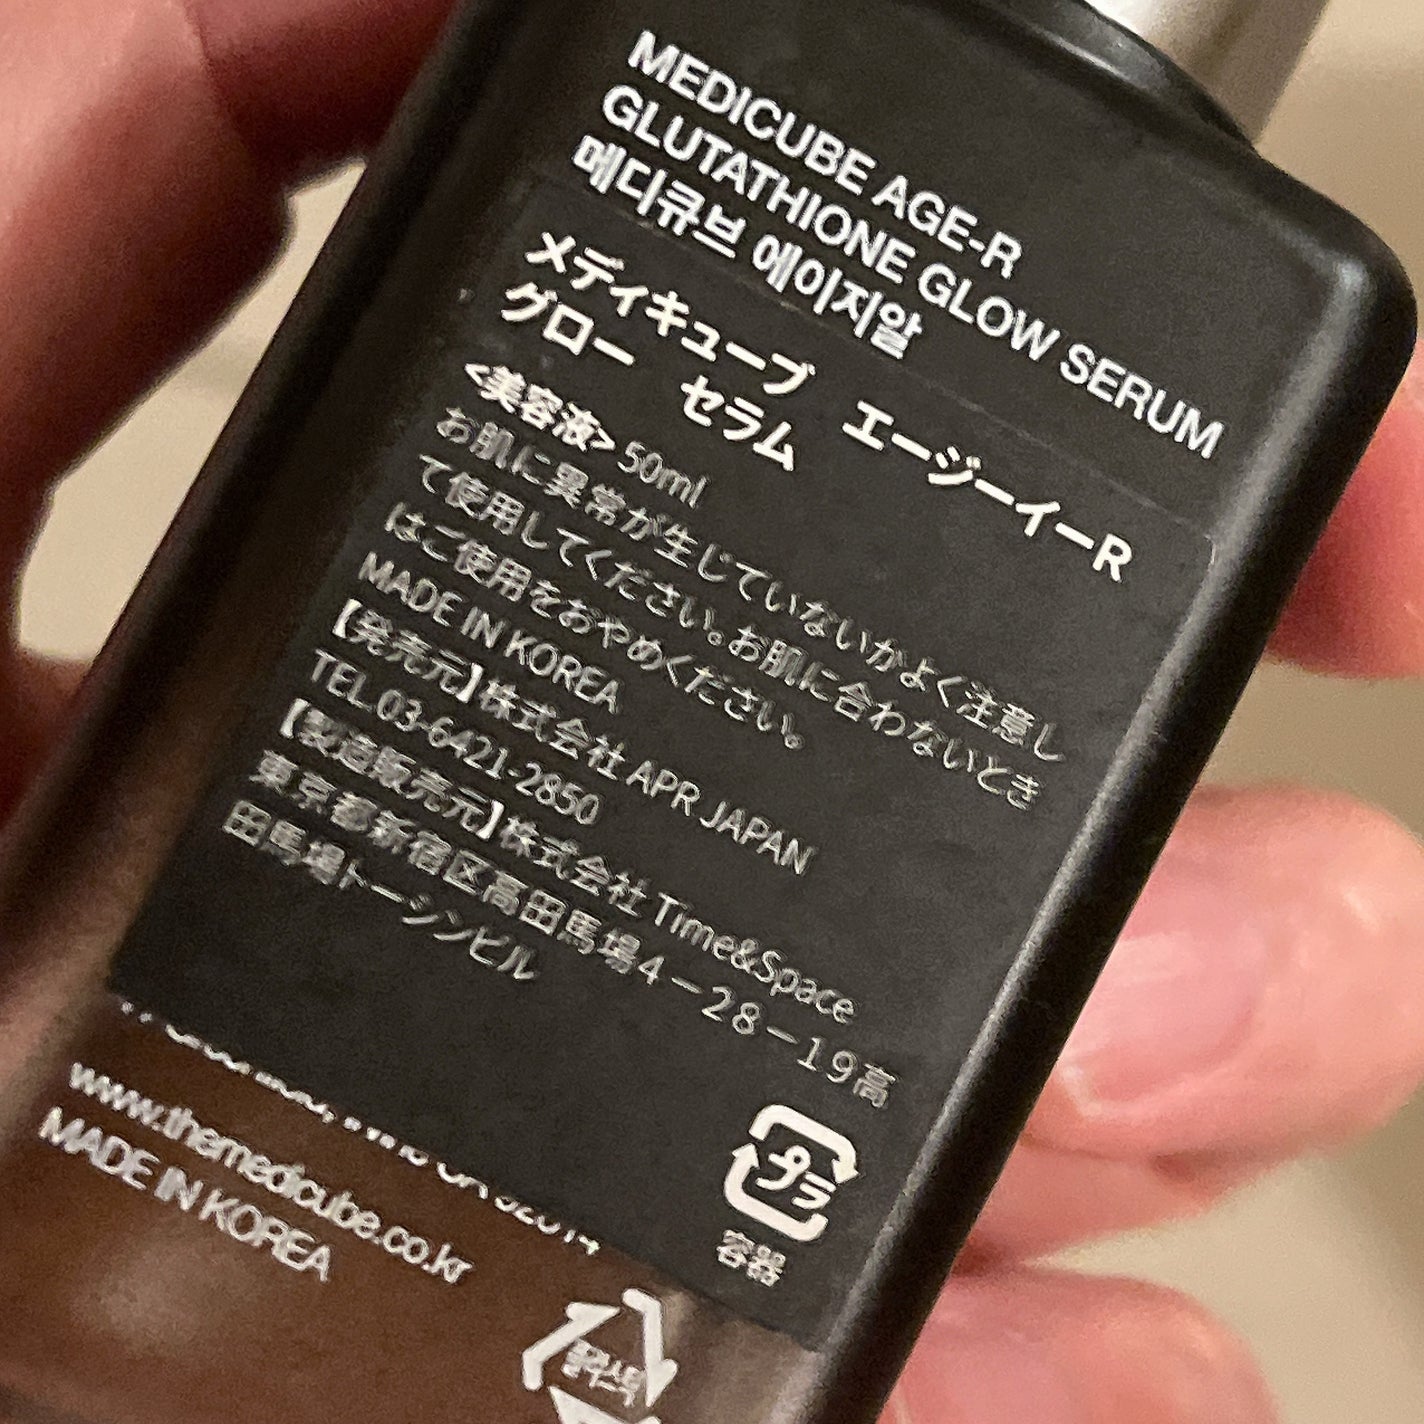 MEDICUBE AGE-R
GLUTATHIONE GLOW SERUM
메디큐브 에이지알
メディキューブ　エージーイーR
グロー　セラム
<美容液> 50ml
お肌に異常が生じていないかよく注意し
て使用してください。お肌に合わないとき
はご使用をおやめください。
MADE IN KOREA
【発売元】株式会社 APR JAPAN
TEL.03-6421-2850
【製造販売元】株式会社 Time&Space
東京都新宿区高田馬場4－28－19高
田馬場トーシンビル
プラ
容器
CA 92614
www.themedicube.co.kr
MADE IN KOREA
플라스틱